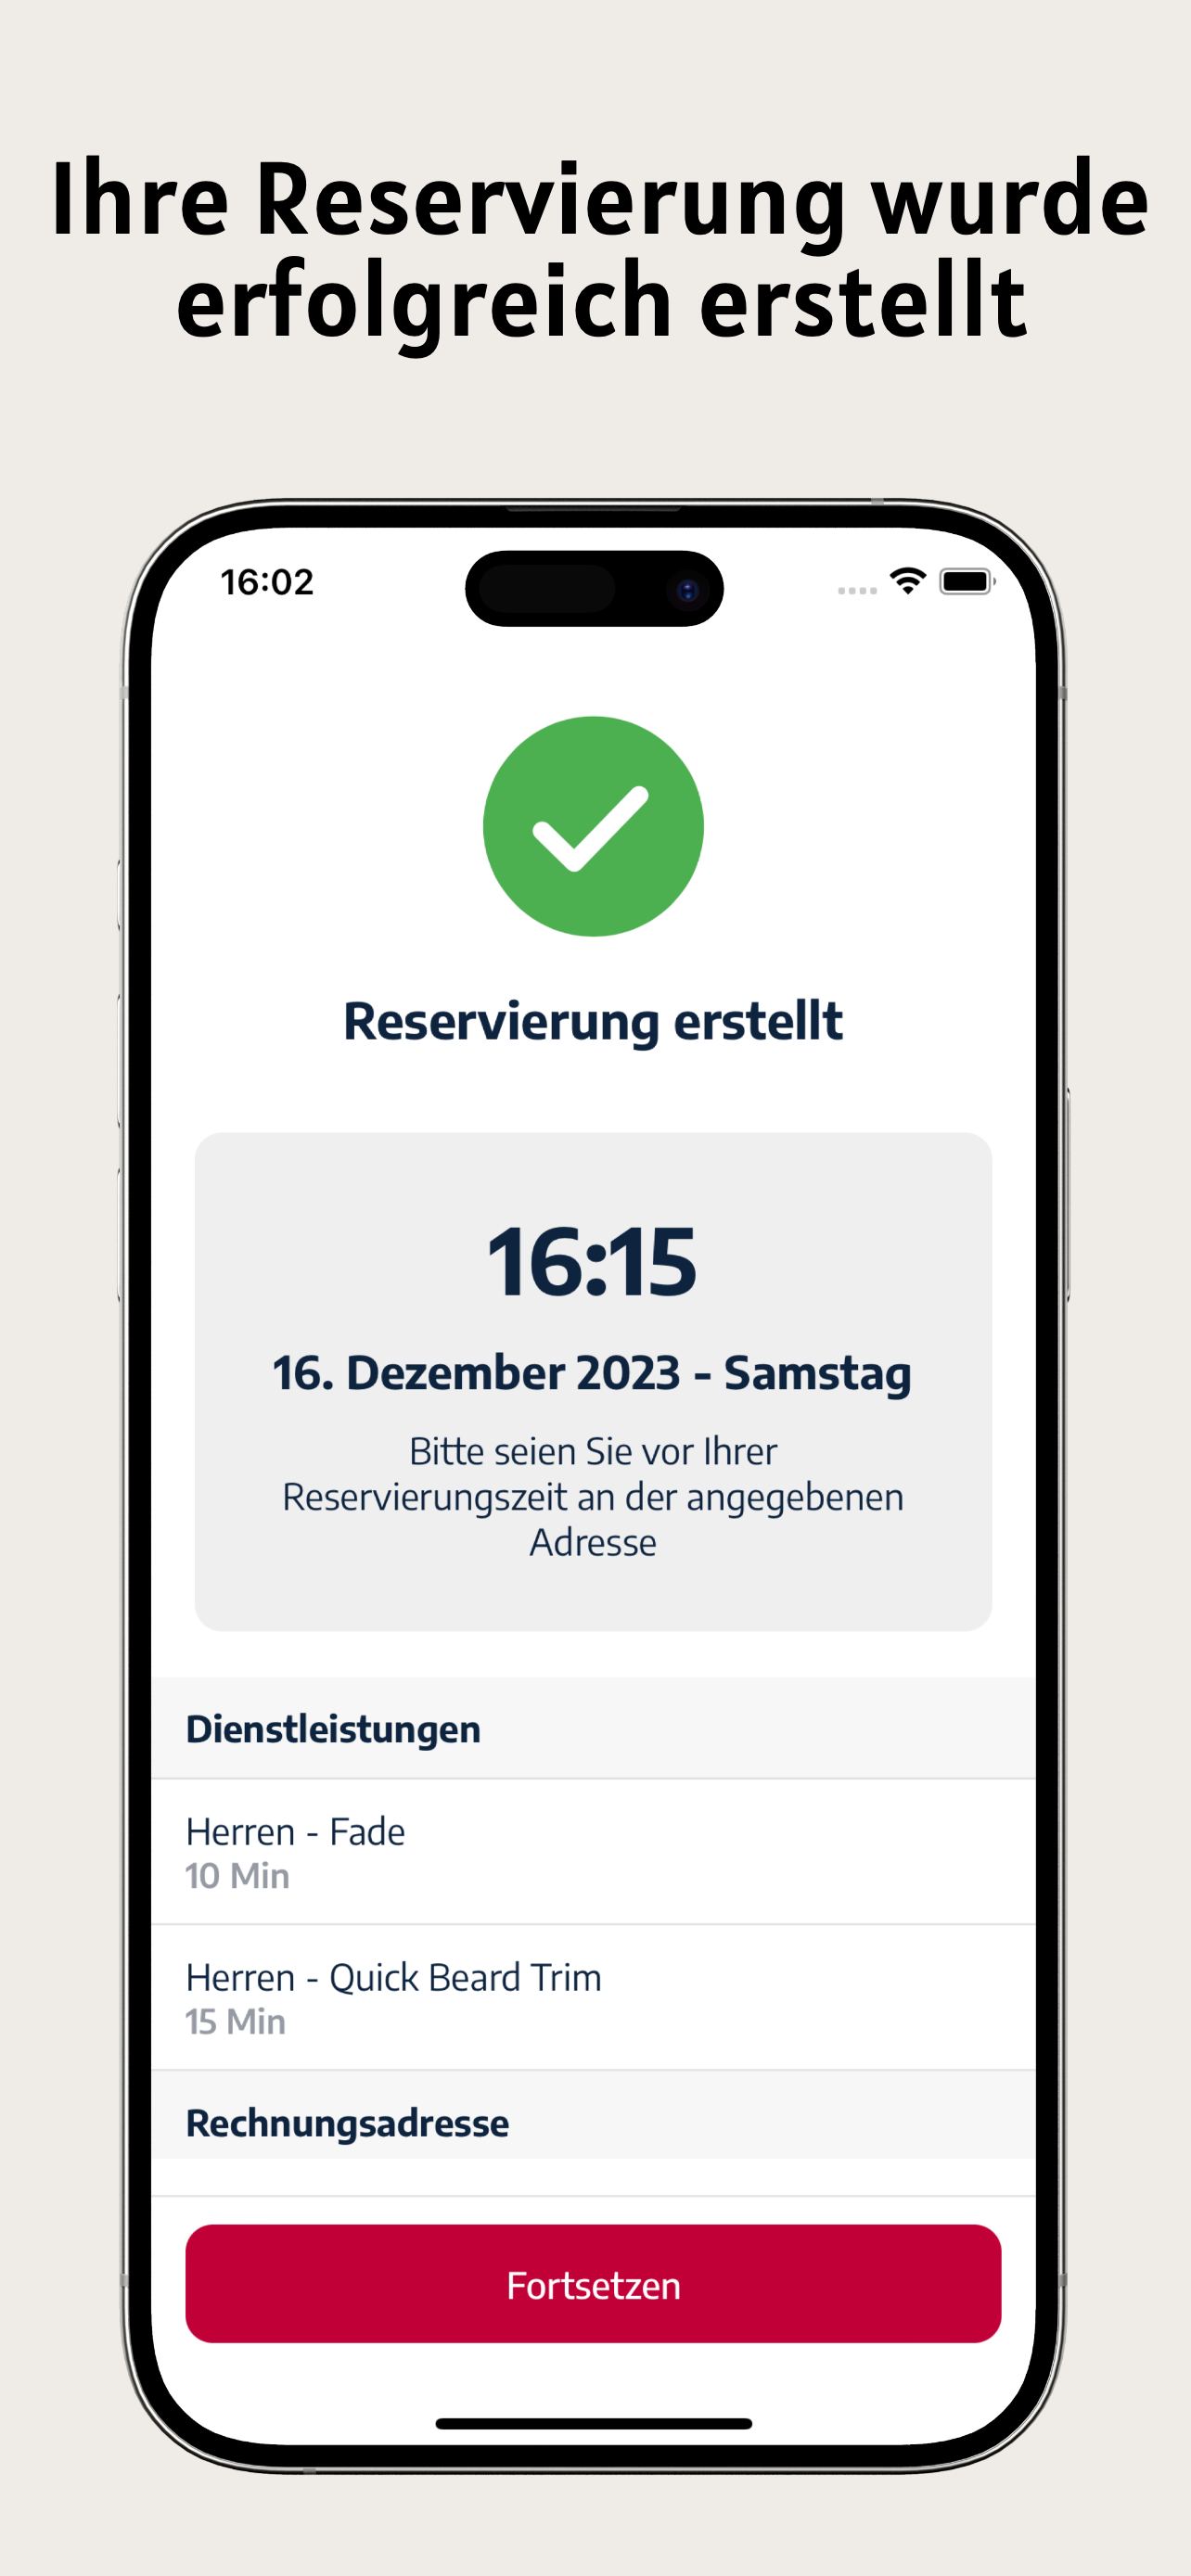 Ihre Reservierung wurde
erfolgreich erstellt
16:02
Reservierung erstellt
16:15
16. Dezember 2023 - Samstag
Bitte seien Sie vor Ihrer
Reservierungszeit an der angegebenen
Adresse
Dienstleistungen
Herren - Fade
10 Min
Herren - Quick Beard Trim
15 Min
Rechnungsadresse
Fortsetzen